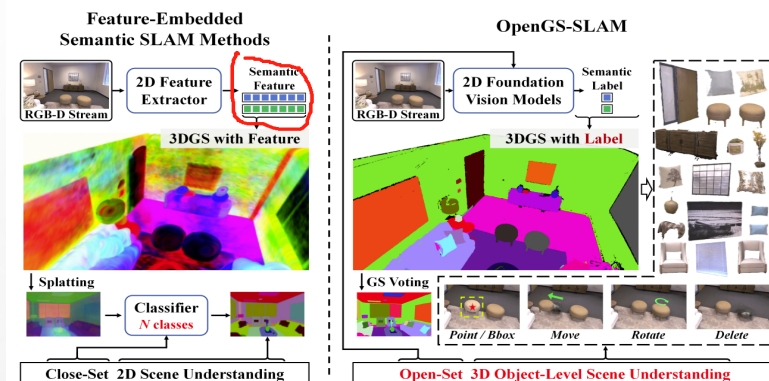 Feature-Embedded
Semantic SLAM Methods
RGB-D Stream
2D Feature
Extractor
Semantic
Feature
3DGS with Feature
Splatting
Classifier
N classes
Close-Set 2D Scene Understanding
OpenGS-SLAM
RGB-D Stream
2D Foundation
Vision Models
Semantic
Label
3DGS with Label
GS Voting
Point / Bbox
Move
Rotate
Delete
Open-Set 3D Object-Level Scene Understanding